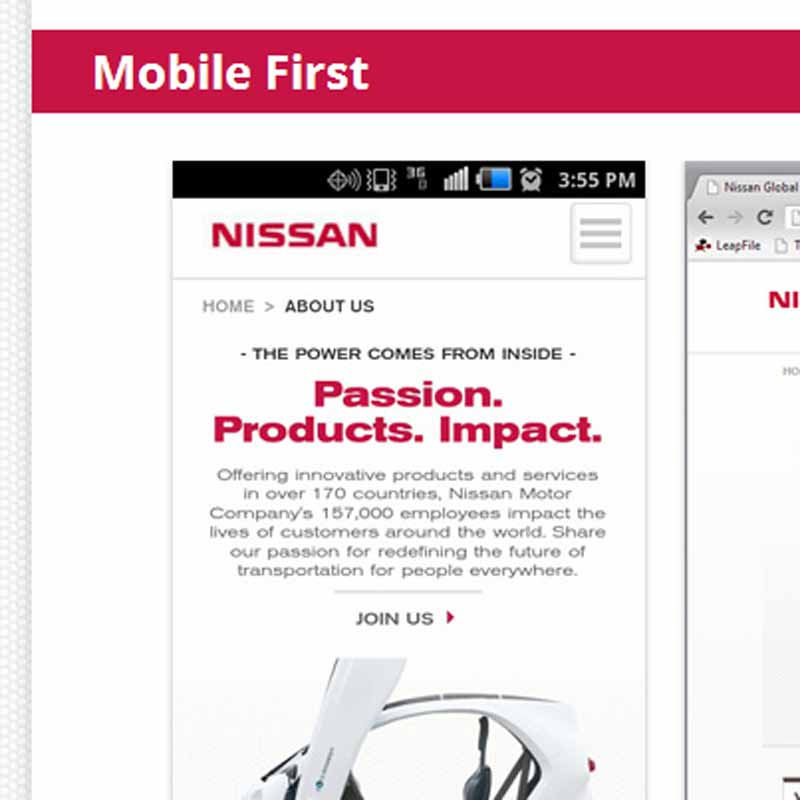 Mobile First
3G
3:55 PM
NISSAN
HOME > ABOUT US
- THE POWER COMES FROM INSIDE -
Passion.
Products. Impact.
Offering innovative products and services
in over 170 countries, Nissan Motor
Company's 157,000 employees impact the
lives of customers around the world. Share
our passion for redefining the future of
transportation for people everywhere.
JOIN US
Nissan Global
LeapFile
T
NI
HO